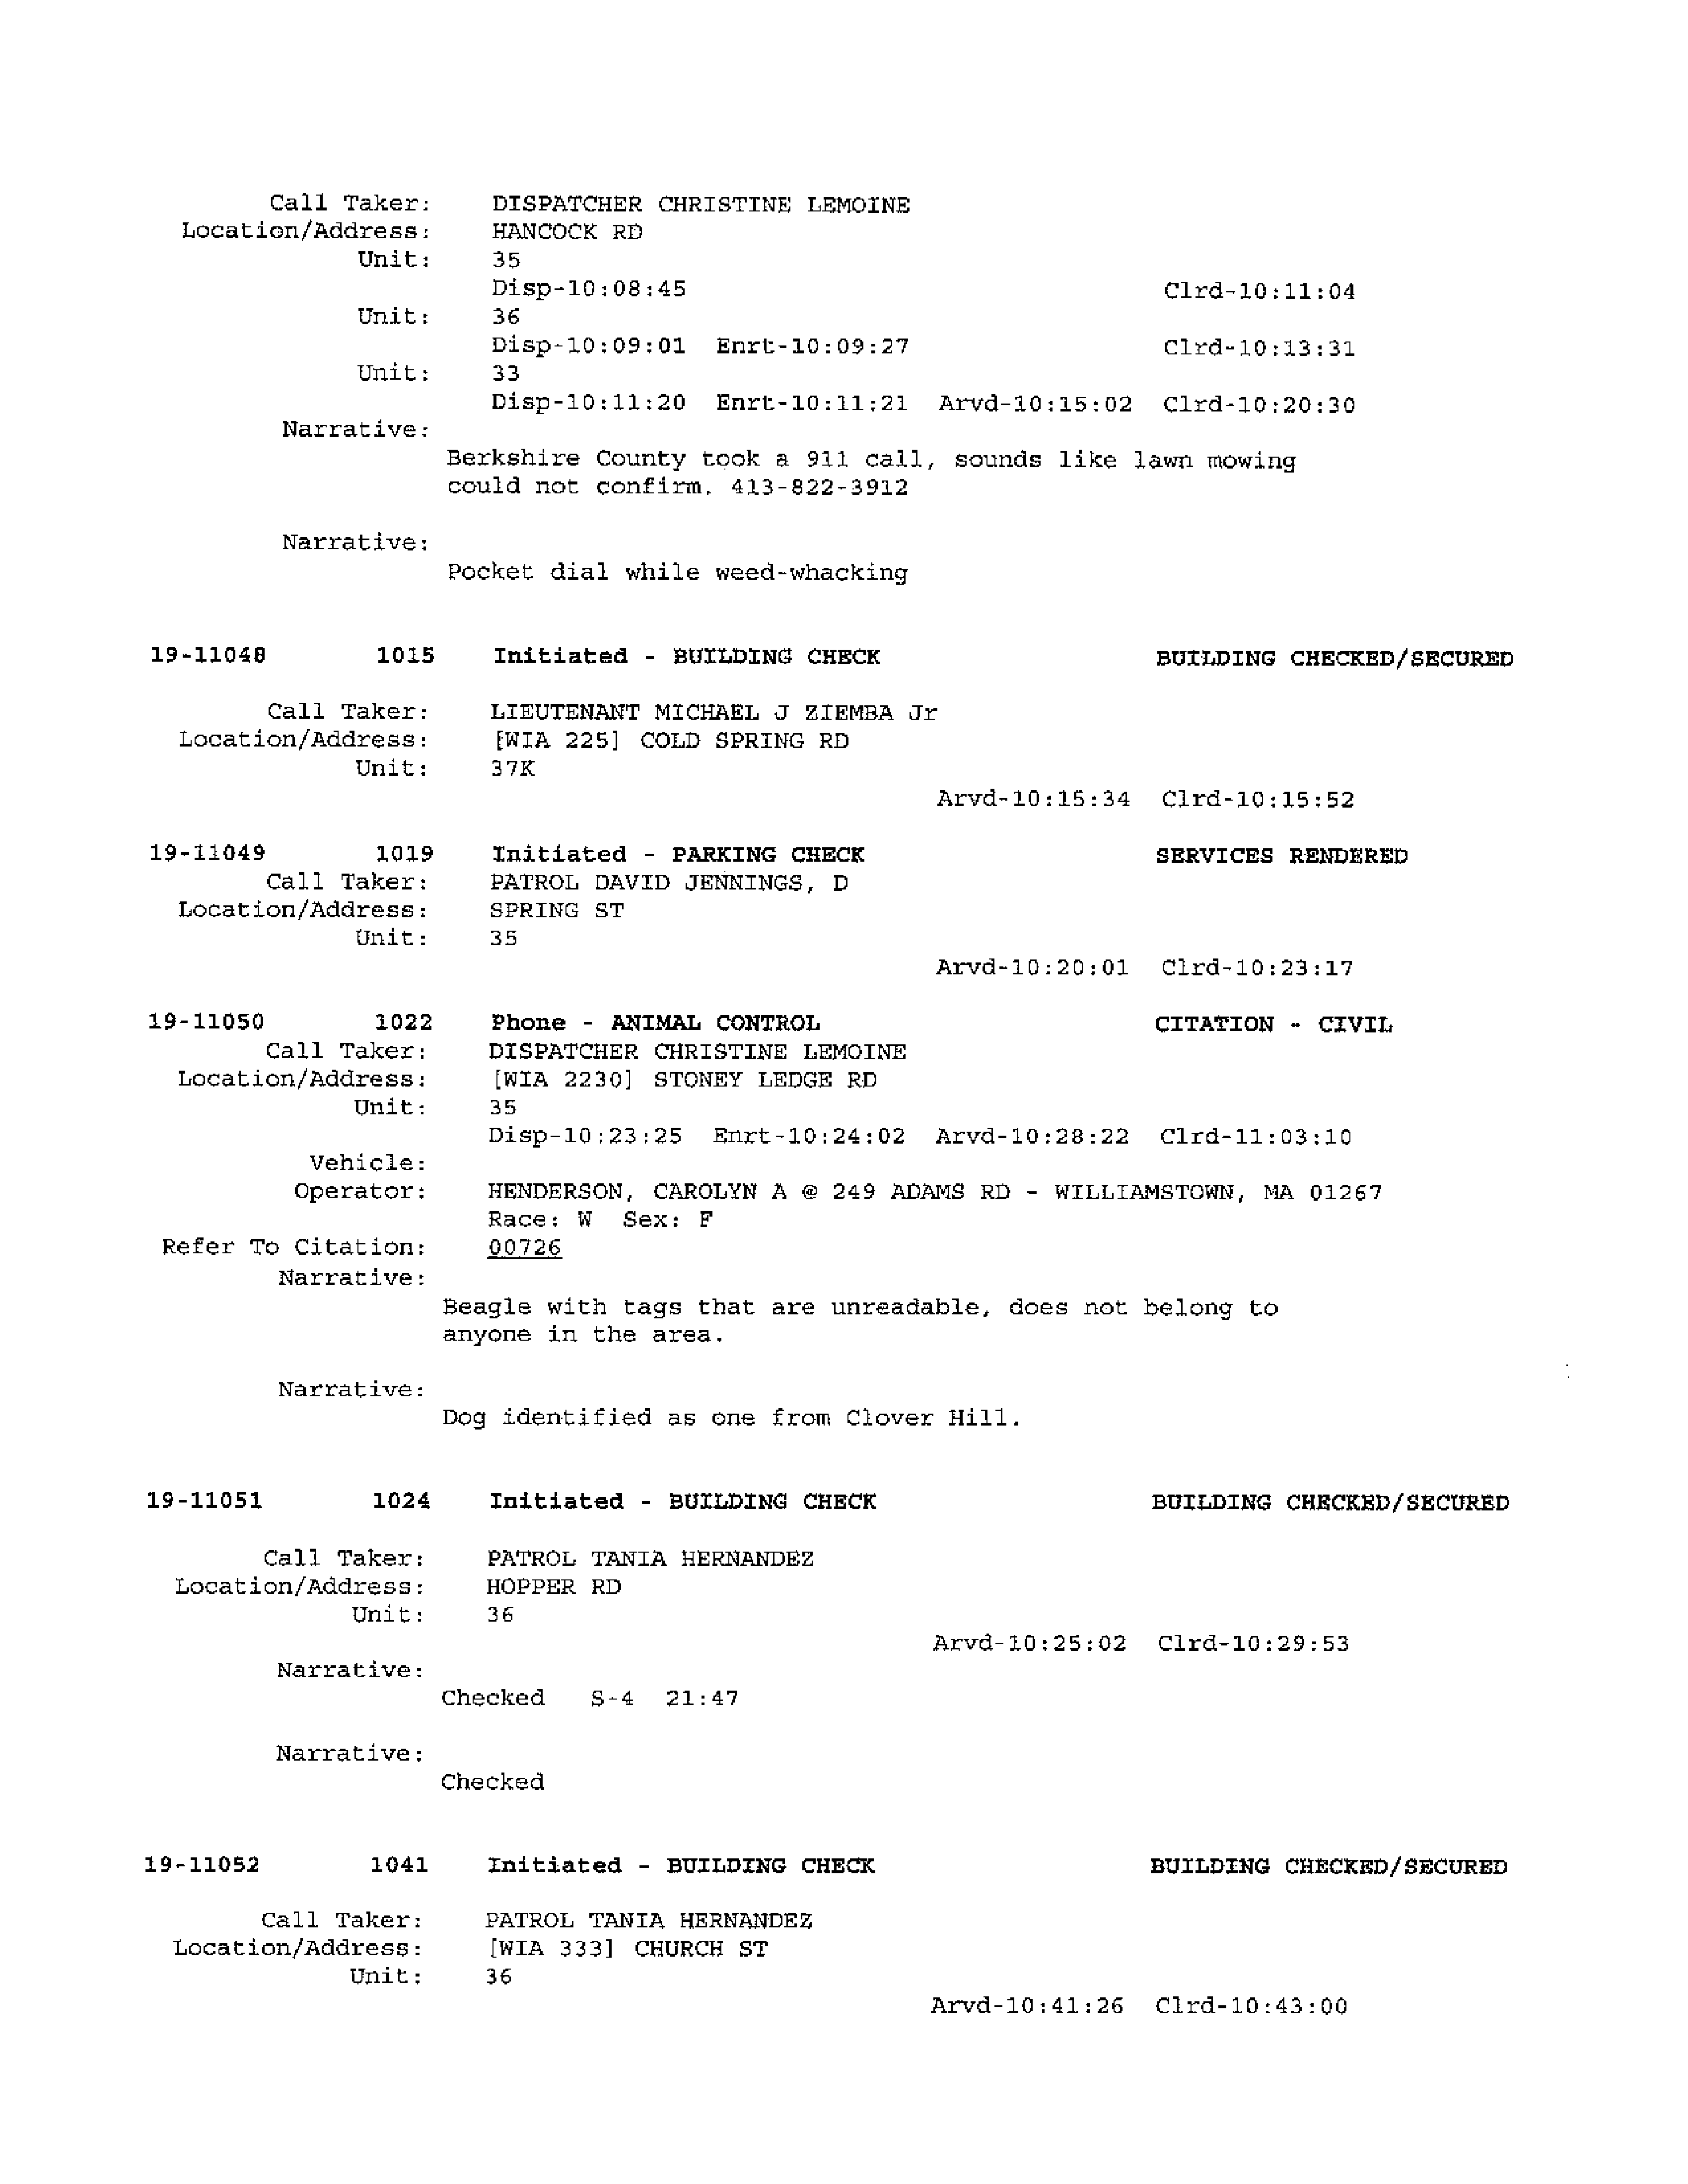 Call Taker: DISPATCHER CHRISTINE LEMOINE
Location/Address: HANCOCK RD
Unit: 35
Disp-10:08:45 Clrd-10:11:04
Unit: 36
Disp-10:09:01 Enrt-10:09:27 Clrd-10:13:31
Unit: 33
Disp-10:11:20 Enrt-10:11:21 Arvd-10:15:02 Clrd-10:20:30
Narrative:
Berkshire County took a 911 call, sounds like lawn mowing
could not confirm. 413-822-3912
Narrative:
Pocket dial while weed-whacking
19-11048 1015 Initiated - BUILDING CHECK BUILDING CHECKED/SECURED
Call Taker: LIEUTENANT MICHAEL J ZIEMBA Jr
Location/Address: [WIA 225] COLD SPRING RD
Unit: 37K
Arvd-10:15:34 Clrd-10:15:52
19-11049 1019 Initiated - PARKING CHECK SERVICES RENDERED
Call Taker: PATROL DAVID JENNINGS, D
Location/Address: SPRING ST
Unit: 35
Arvd-10:20:01 Clrd-10:23:17
19-11050 1022 Phone - ANIMAL CONTROL CITATION - CIVIL
Call Taker: DISPATCHER CHRISTINE LEMOINE
Location/Address: [WIA 2230] STONEY LEDGE RD
Unit: 35
Disp-10:23:25 Enrt-10:24:02 Arvd-10:28:22 Clrd-11:03:10
Vehicle:
Operator: HENDERSON, CAROLYN A @ 249 ADAMS RD - WILLIAMSTOWN, MA 01267
Race: W Sex: F
Refer To Citation: 00726
Narrative:
Beagle with tags that are unreadable, does not belong to
anyone in the area.
Narrative:
Dog identified as one from Clover Hill.
19-11051 1024 Initiated - BUILDING CHECK BUILDING CHECKED/SECURED
Call Taker: PATROL TANIA HERNANDEZ
Location/Address: HOPPER RD
Unit: 36
Arvd-10:25:02 Clrd-10:29:53
Narrative:
Checked S-4 21:47
Narrative:
Checked
19-11052 1041 Initiated - BUILDING CHECK BUILDING CHECKED/SECURED
Call Taker: PATROL TANIA HERNANDEZ
Location/Address: [WIA 333] CHURCH ST
Unit: 36
Arvd-10:41:26 Clrd-10:43:00